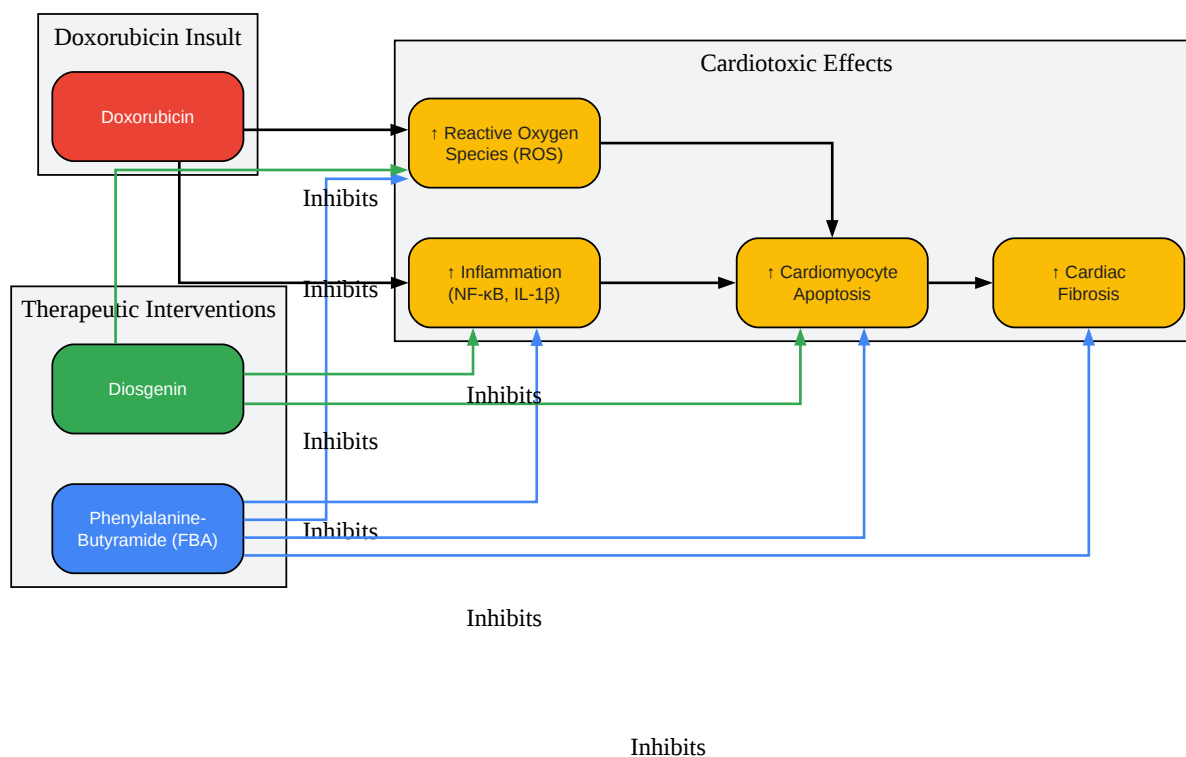 Doxorubicin Insult
Doxorubicin
Cardiotoxic Effects
↑ Reactive Oxygen
Species (ROS)
Inhibits
↑ Inflammation
(NF-κB, IL-1β)
↑ Cardiomyocyte
Apoptosis
↑ Cardiac
Fibrosis
Inhibits
Therapeutic Interventions
Diosgenin
Inhibits
Inhibits
Phenylalanine-
Butyramide (FBA)
Inhibits
Inhibits
Inhibits